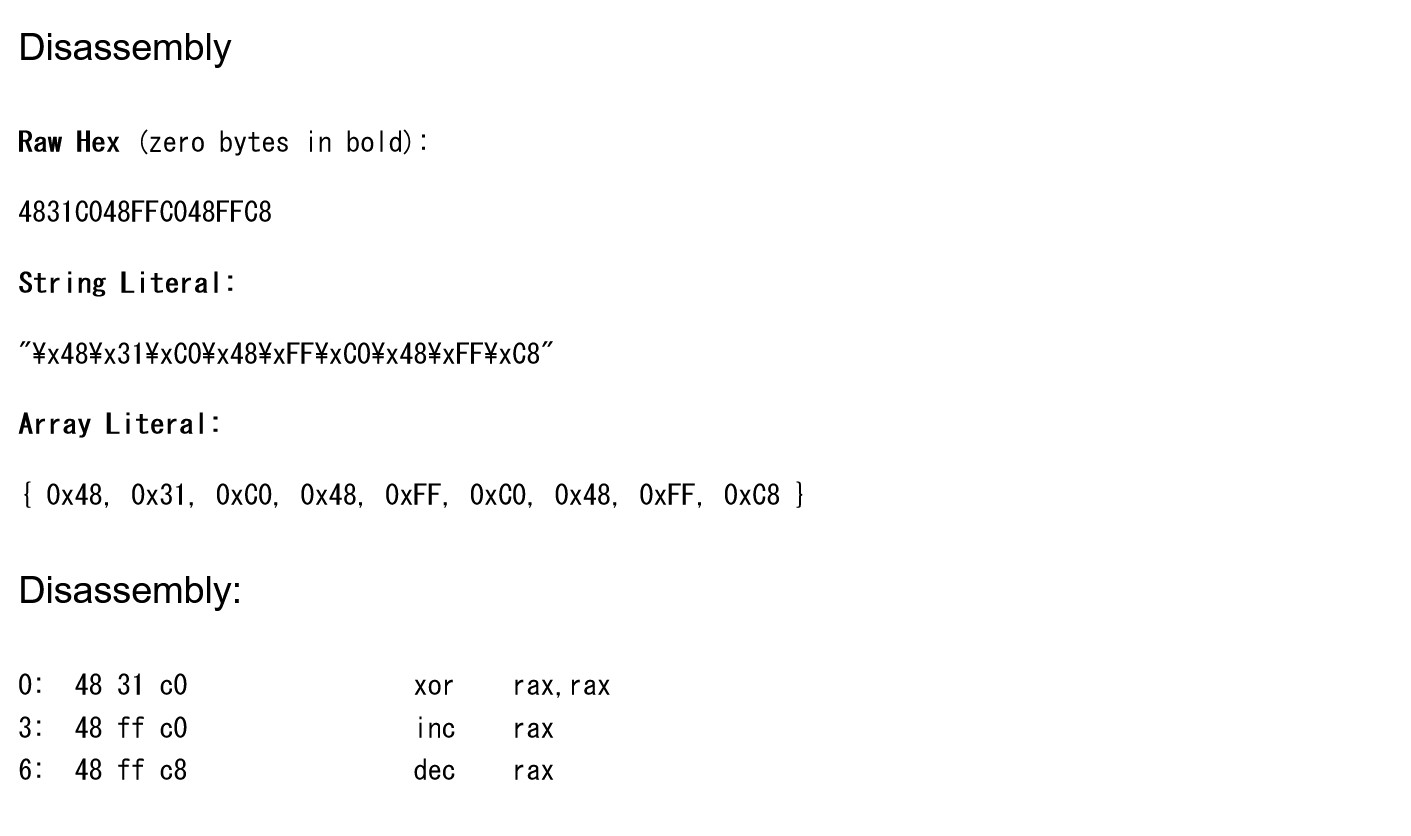 Disassembly
Raw Hex (zero bytes in bold):
4831C048FFC048FFC8
String Literal:
"¥x48¥x31¥xC0¥x48¥xFF¥xC0¥x48¥xFF¥xC8"
Array Literal:
{ 0x48, 0x31, 0xC0, 0x48, 0xFF, 0xC0, 0x48, 0xFF, 0xC8 }
Disassembly:
0:  48 31 c0                xor    rax,rax
3:  48 ff c0                inc    rax
6:  48 ff c8                dec    rax